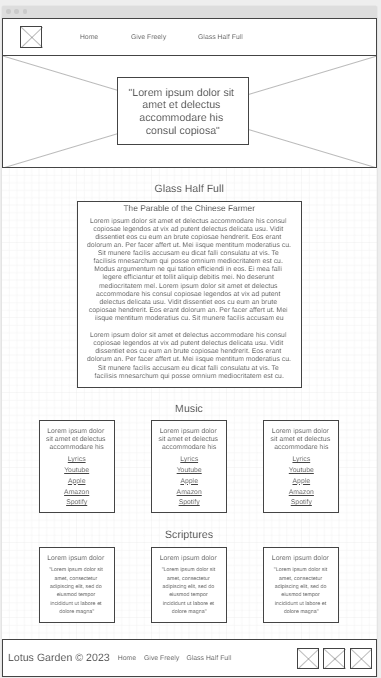 Home
Give Freely
Glass Half Full
"Lorem ipsum dolor sit
amet et delectus
accommodare his
consul copiosa"
Glass Half Full
The Parable of the Chinese Farmer
Lorem ipsum dolor sit amet et delectus accommodare his consul
copiosae legendos at vix ad putent delectus delicata usu. Vidit
dissentiet eos cu eum an brute copiosae hendrerit. Eos erant
dolorum an. Per facer affert ut. Mei iisque mentitum moderatius cu.
Sit munere facilis accusam eu dicat falli consulatu at vis. Te
facilisis mnesarchum qui posse omnium mediocritatem est cu.
Modus argumentum ne qui tation efficiendi in eos. Ei mea falli
legere efficiantur et tollit aliquip debitis mei. No deserunt
mediocritatem mel. Lorem ipsum dolor sit amet et delectus
accommodare his consul copiosae legendos at vix ad putent
delectus delicata usu. Vidit dissentiet eos cu eum an brute
copiosae hendrerit. Eos erant dolorum an. Per facer affert ut. Mei
iisque mentitum moderatius cu. Sit munere facilis accusam eu
Lorem ipsum dolor sit amet et delectus accommodare his consul
copiosae legendos at vix ad putent delectus delicata usu. Vidit
dissentiet eos cu eum an brute copiosae hendrerit. Eos erant
dolorum an. Per facer affert ut. Mei iisque mentitum moderatius cu.
Sit munere facilis accusam eu dicat falli consulatu at vis. Te
facilisis mnesarchum qui posse omnium mediocritatem est cu.
Music
Lorem ipsum dolor
sit amet et delectus
accommodare his
Lyrics
Youtube
Apple
Amazon
Spotify
Lorem ipsum dolor
sit amet et delectus
accommodare his
Lyrics
Youtube
Apple
Amazon
Spotify
Lorem ipsum dolor
sit amet et delectus
accommodare his
Lyrics
Youtube
Apple
Amazon
Spotify
Scriptures
Lorem ipsum dolor
"Lorem ipsum dolor sit
amet, consectetur
adipiscing elit, sed do
eiusmod tempor
incididunt ut labore et
dolore magna"
Lorem ipsum dolor
"Lorem ipsum dolor sit
amet, consectetur
adipiscing elit, sed do
eiusmod tempor
incididunt ut labore et
dolore magna"
Lorem ipsum dolor
"Lorem ipsum dolor sit
amet, consectetur
adipiscing elit, sed do
eiusmod tempor
incididunt ut labore et
dolore magna"
Lotus Garden © 2023
Home
Give Freely
Glass Half Full